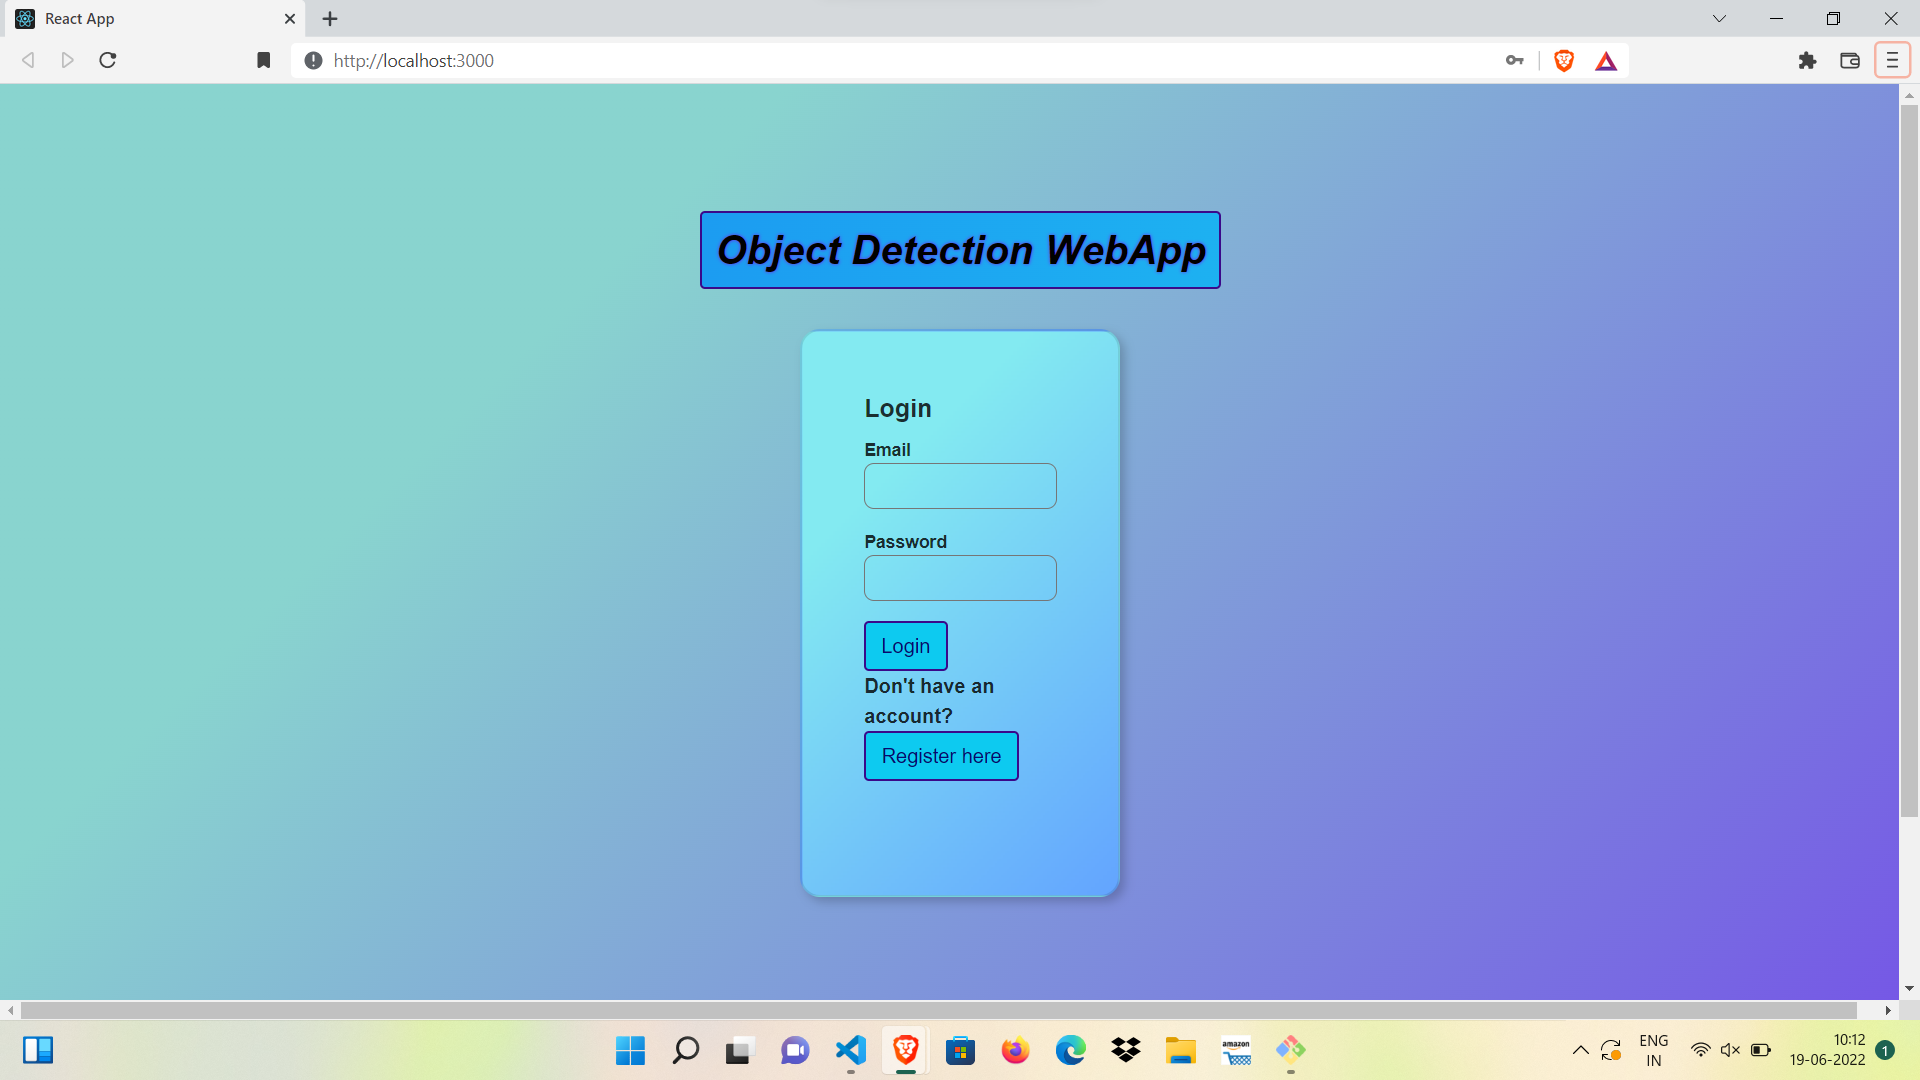 React App
http://localhost:3000
Object Detection WebApp
Login
Email
Password
Login
Don't have an
account?
Register here
amazon
ENG
IN
10:12
19-06-2022
1